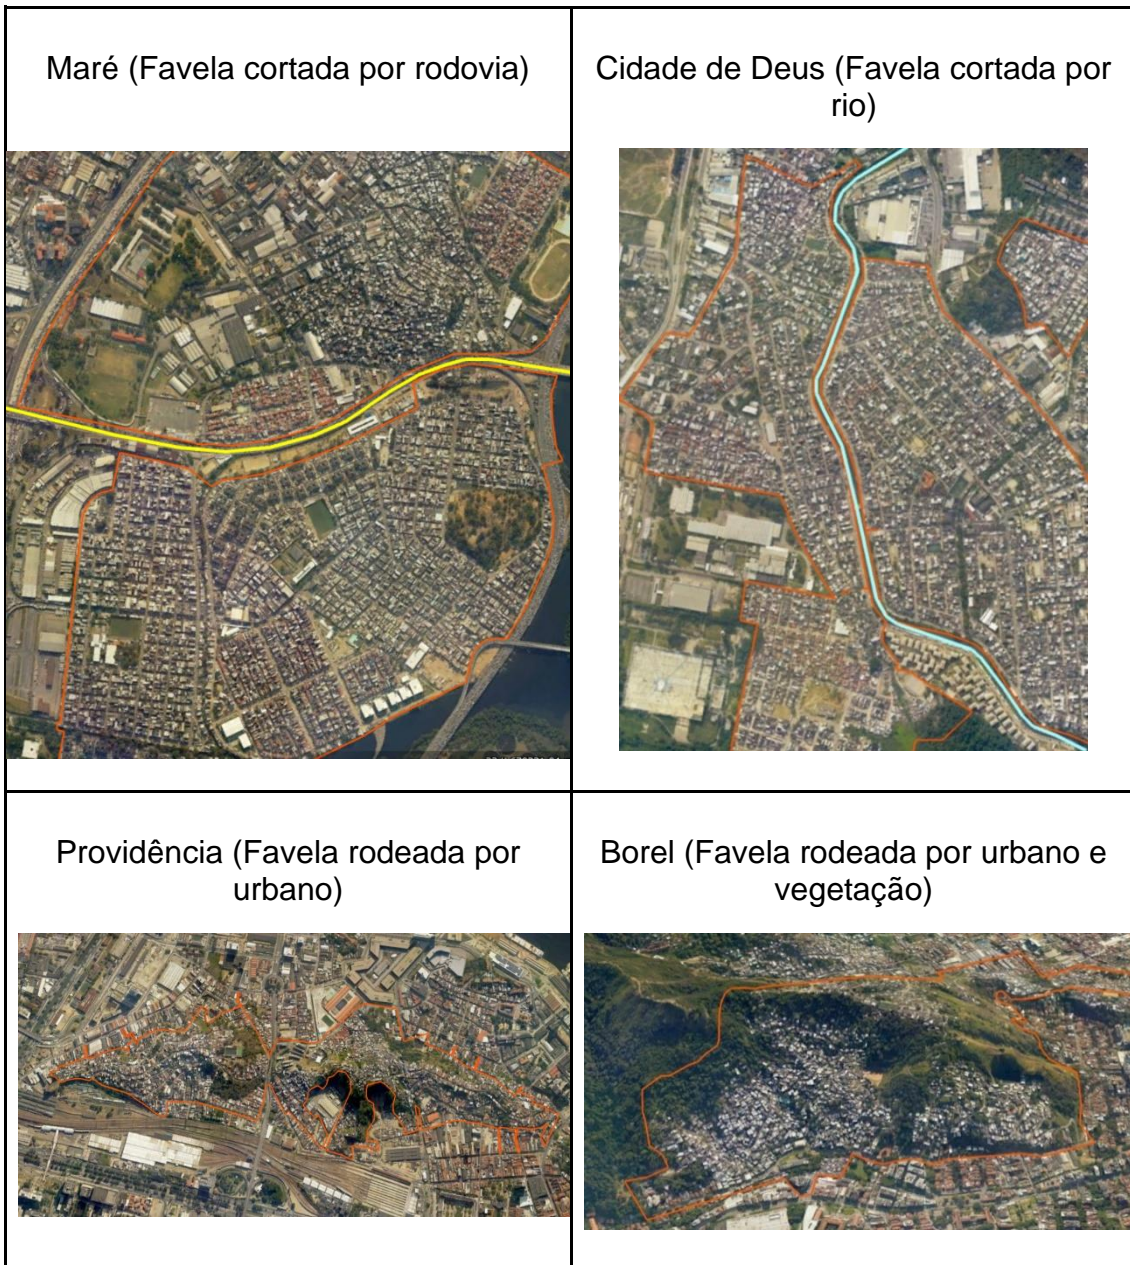 Maré (Favela cortada por rodovia)
Cidade de Deus (Favela cortada por
rio)
Providência (Favela rodeada por
urbano)
Borel (Favela rodeada por urbano e
vegetação)